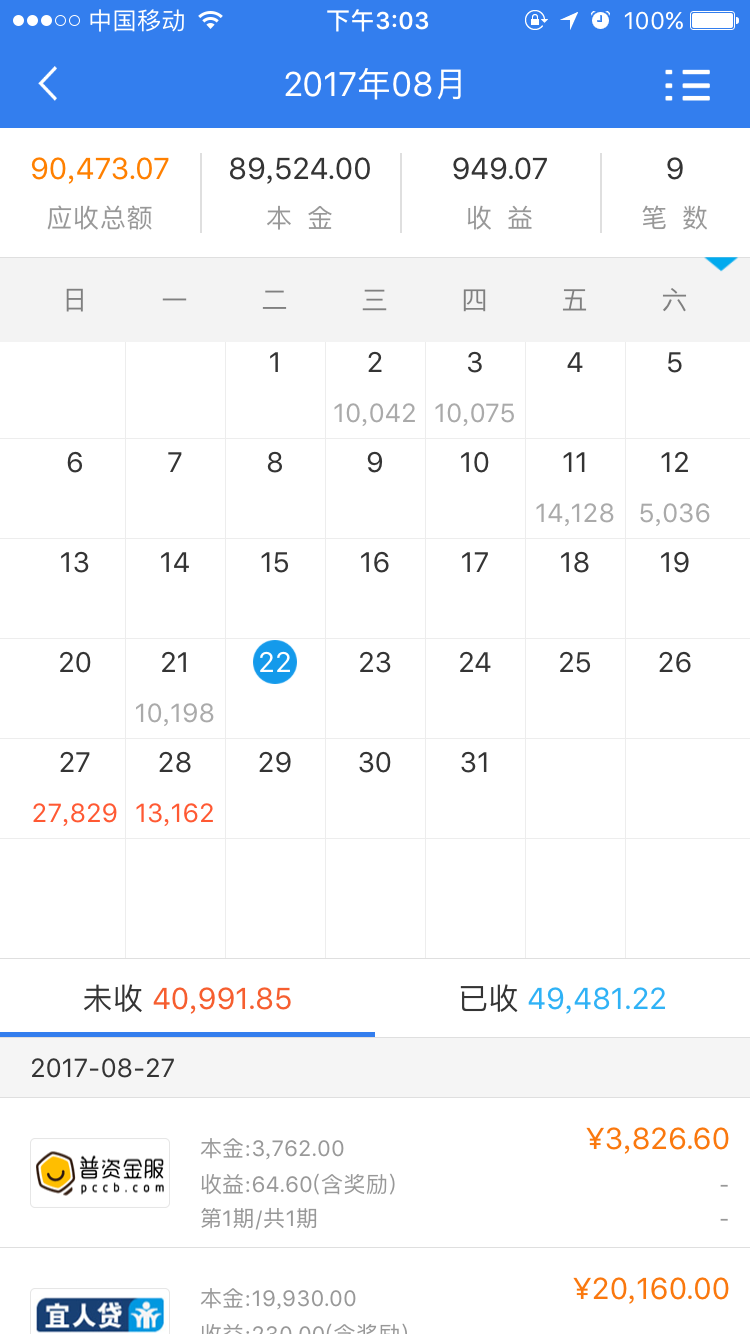 中国移动 下午3:03 100%
2017年08月
90,473.07 89,524.00 949.07 9
应收总额 本金 收益 笔数
日 一 二 三 四 五 六
1 2 3 4 5
10,042 10,075
6 7 8 9 10 11 12
14,128 5,036
13 14 15 16 17 18 19
20 21 22 23 24 25 26
10,198
27 28 29 30 31
27,829 13,162
未收 40,991.85 已收 49,481.22
2017-08-27
普资金服
pccb.com
本金:3,762.00
收益:64.60(含奖励)
第1期/共1期
¥3,826.60
-
-
宜人贷
本金:19,930.00
收益:230.00(含奖励)
¥20,160.00